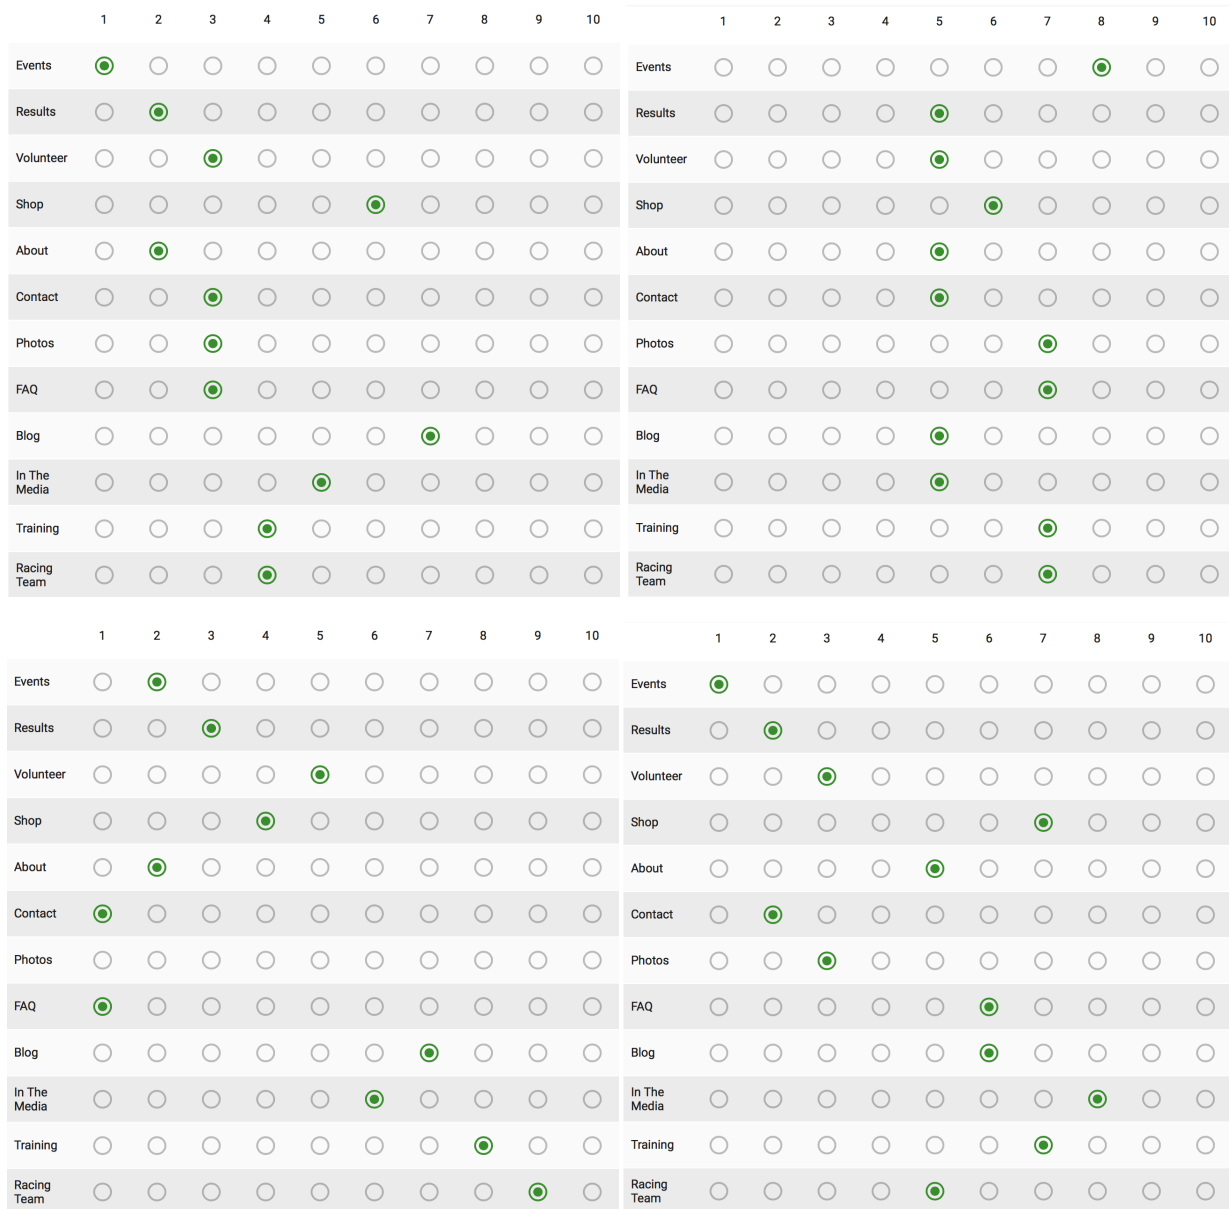 1 2 3 4 5 6 7 8 9 10
Events
Results
Volunteer
Shop
About
Contact
Photos
FAQ
Blog
In The
Media
Training
Racing
Team
1 2 3 4 5 6 7 8 9 10
Events
Results
Volunteer
Shop
About
Contact
Photos
FAQ
Blog
In The
Media
Training
Racing
Team
1 2 3 4 5 6 7 8 9 10
Events
Results
Volunteer
Shop
About
Contact
Photos
FAQ
Blog
In The
Media
Training
Racing
Team
1 2 3 4 5 6 7 8 9 10
Events
Results
Volunteer
Shop
About
Contact
Photos
FAQ
Blog
In The
Media
Training
Racing
Team